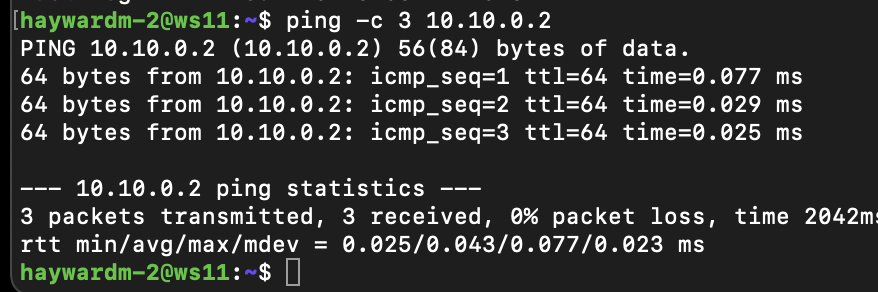 [haywardm-2@ws11:~$ ping -c 3 10.10.0.2
PING 10.10.0.2 (10.10.0.2) 56(84) bytes of data.
64 bytes from 10.10.0.2: icmp_seq=1 ttl=64 time=0.077 ms
64 bytes from 10.10.0.2: icmp_seq=2 ttl=64 time=0.029 ms
64 bytes from 10.10.0.2: icmp_seq=3 ttl=64 time=0.025 ms

--- 10.10.0.2 ping statistics ---
3 packets transmitted, 3 received, 0% packet loss, time 2042ms
rtt min/avg/max/mdev = 0.025/0.043/0.077/0.023 ms
haywardm-2@ws11:~$